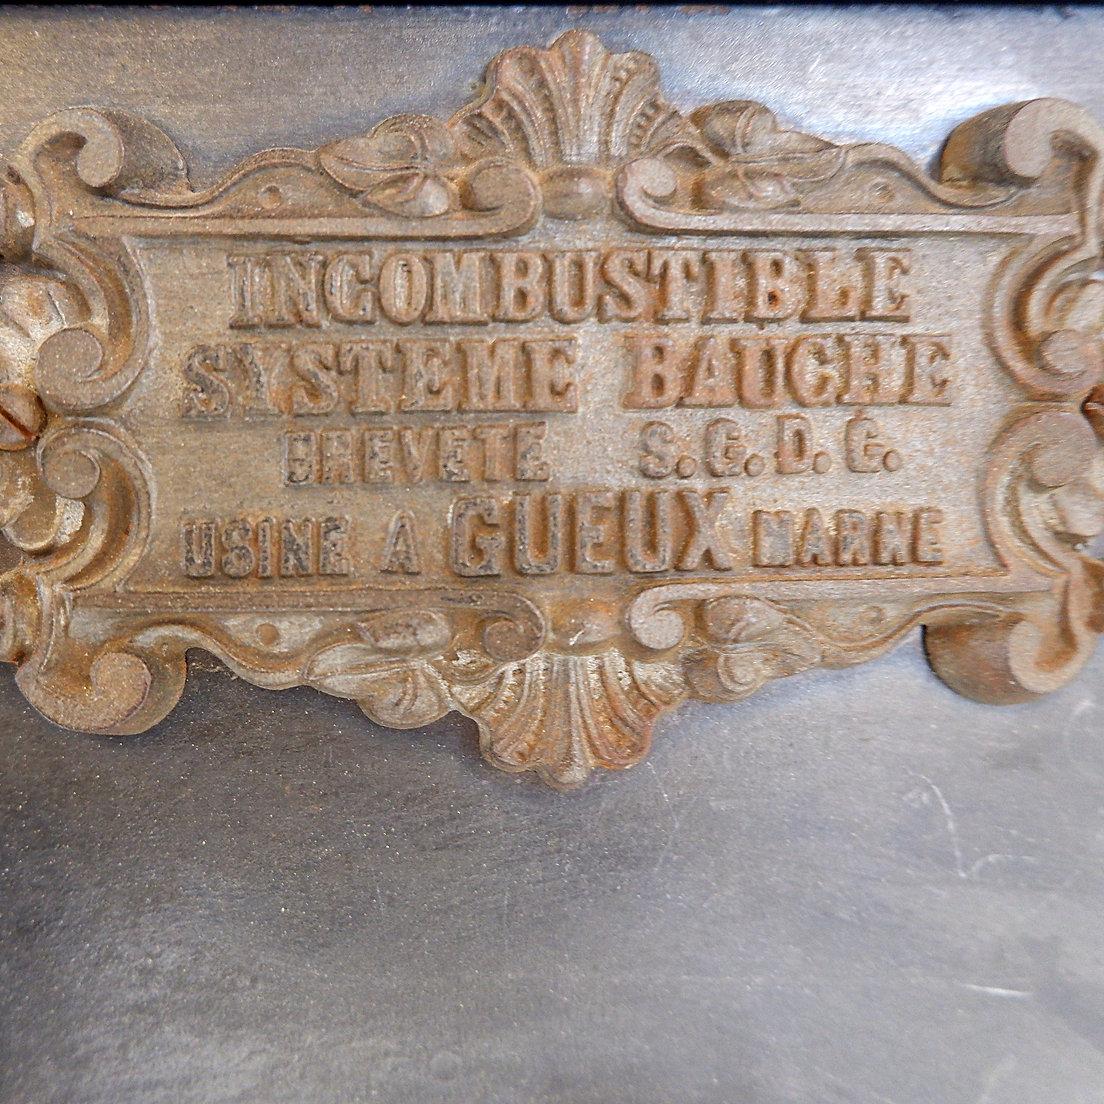 INCOMBUSTIBLE
SYSTEME BAUCHE
BREVETE S.G.D.G.
USINE A GUEUX MARNE